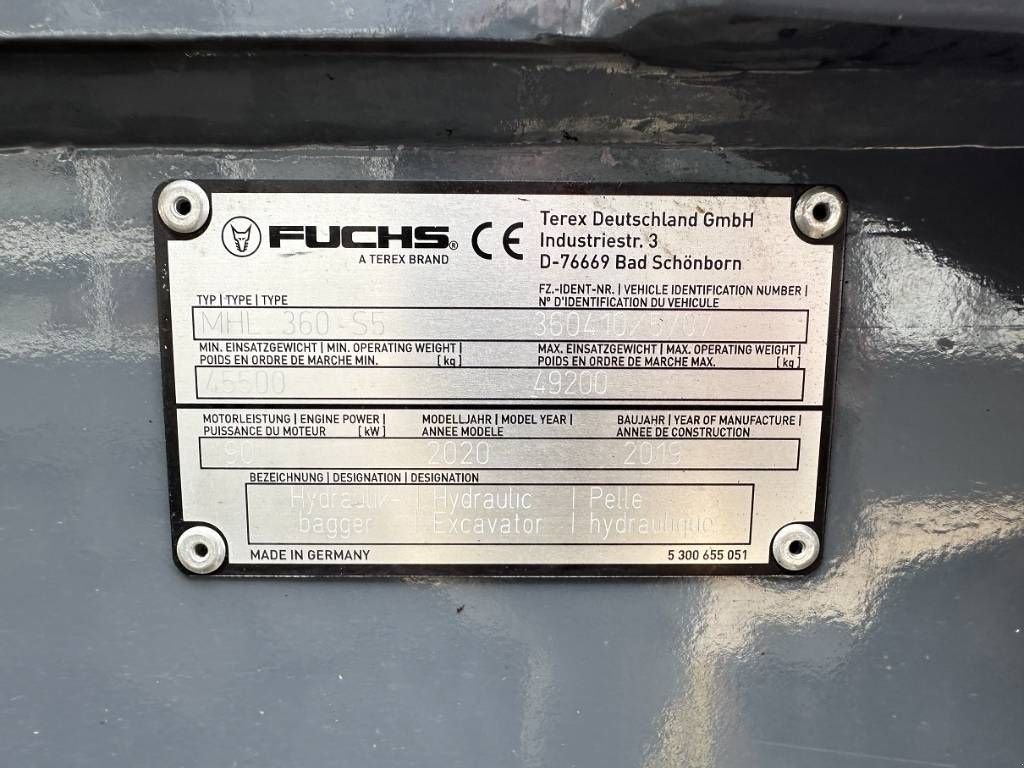 FUCHS®
A TEREX BRAND
CE
Terex Deutschland GmbH
Industriestr. 3
D-76669 Bad Schönborn
TYP | TYPE | TYPE
FZ.-IDENT-NR. | VEHICLE IDENTIFICATION NUMBER |
N° D'IDENTIFICATION DU VEHICULE
MHL 360 S5
MIN. EINSATZGEWICHT | MIN. OPERATING WEIGHT |
POIDS EN ORDRE DE MARCHE MIN. [kg]
MAX. EINSATZGEWICHT | MAX. OPERATING WEIGHT |
POIDS EN ORDRE DE MARCHE MAX. [kg]
45500 49200
MOTORLEISTUNG | ENGINE POWER |
PUISSANCE DU MOTEUR [kW]
MODELLJAHR | MODEL YEAR |
ANNEE MODELE
BAUJAHR | YEAR OF MANUFACTURE |
ANNEE DE CONSTRUCTION
2020 2019
BEZEICHNUNG | DESIGNATION | DESIGNATION
Hydraulik- | Hydraulic | Pelle
bagger | Excavator | hydraulique
MADE IN GERMANY 5 300 655 051